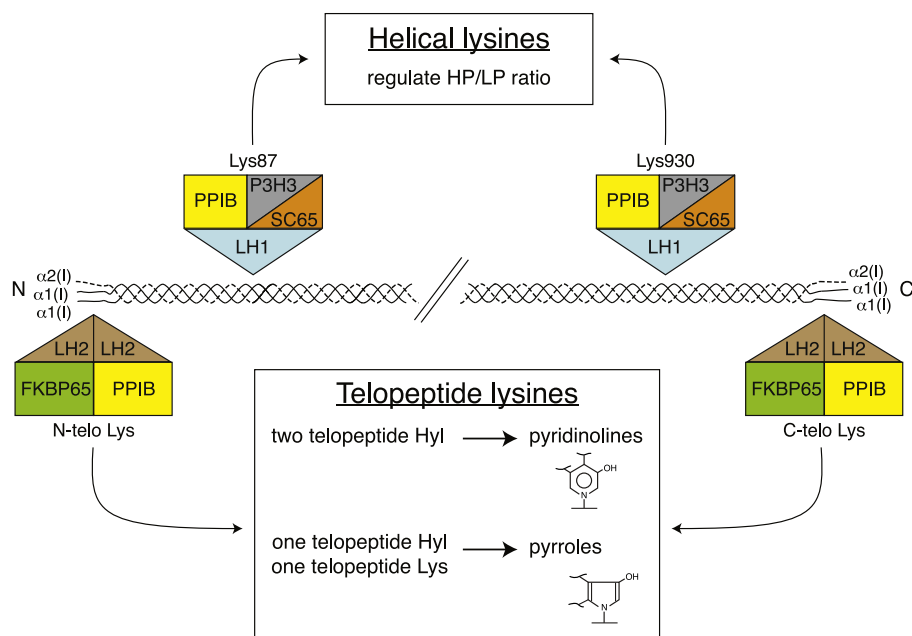 Helical lysines
regulate HP/LP ratio
Lys87
PPIB
P3H3
SC65
LH1
Lys930
PPIB
P3H3
SC65
LH1
N
α2(I)
α1(I)
α1(I)
α2(I)
α1(I)
α1(I)
C
LH2
LH2
FKBP65
PPIB
N-telo Lys
LH2
LH2
FKBP65
PPIB
C-telo Lys
Telopeptide lysines
two telopeptide Hyl
pyridinolines
OH
N
one telopeptide Hyl
one telopeptide Lys
pyrroles
OH
N